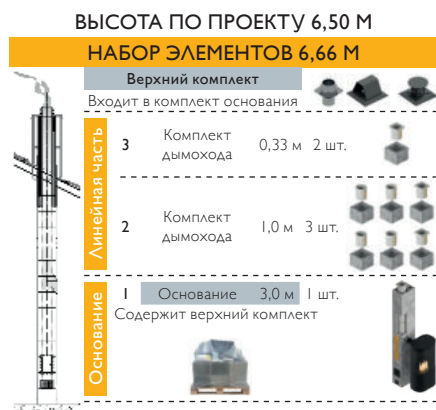 ВЫСОТА ПО ПРОЕКТУ 6,50 М
НАБОР ЭЛЕМЕНТОВ 6,66 М
Верхний комплект
Входит в комплект основания
Линейная часть
3 Комплект дымохода 0,33 м 2 шт.
2 Комплект дымохода 1,0 м 3 шт.
Основание
1 Основание 3,0 м 1 шт.
Содержит верхний комплект